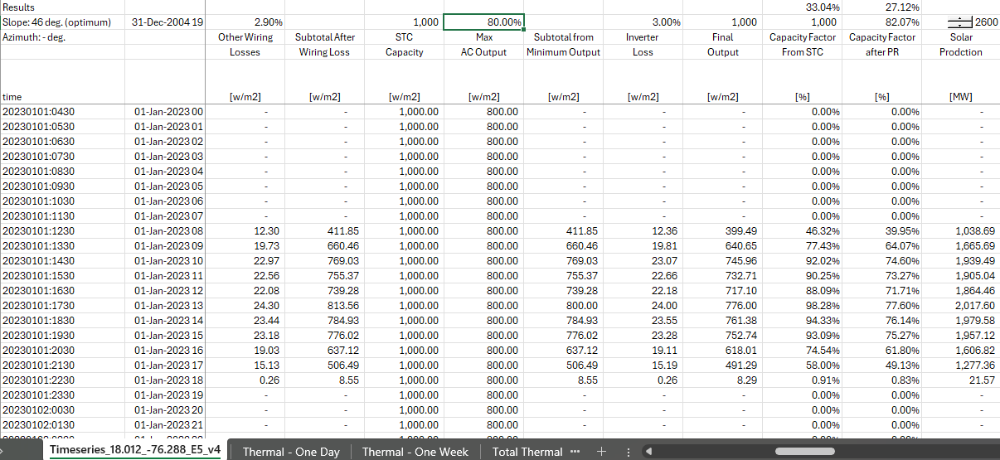 Results 33.04% 27.12%
Slope: 46 deg. (optimum) 31-Dec-2004 19 2.90% 1,000 80.00% 3.00% 1,000 1,000 82.07% 2600
Azimuth: - deg. Other Wiring Subtotal After STC Max Subtotal from Inverter Final Capacity Factor Capacity Factor Solar
Losses Wiring Loss Capacity AC Output Minimum Output Loss Output From STC after PR Prodction
time [w/m2] [w/m2] [w/m2] [w/m2] [w/m2] [w/m2] [w/m2] [%] [%] [MW]
20230101:0430 01-Jan-2023 00 - - 1,000.00 800.00 - - - 0.00% 0.00% -
20230101:0530 01-Jan-2023 01 - - 1,000.00 800.00 - - - 0.00% 0.00% -
20230101:0630 01-Jan-2023 02 - - 1,000.00 800.00 - - - 0.00% 0.00% -
20230101:0730 01-Jan-2023 03 - - 1,000.00 800.00 - - - 0.00% 0.00% -
20230101:0830 01-Jan-2023 04 - - 1,000.00 800.00 - - - 0.00% 0.00% -
20230101:0930 01-Jan-2023 05 - - 1,000.00 800.00 - - - 0.00% 0.00% -
20230101:1030 01-Jan-2023 06 - - 1,000.00 800.00 - - - 0.00% 0.00% -
20230101:1130 01-Jan-2023 07 - - 1,000.00 800.00 - - - 0.00% 0.00% -
20230101:1230 01-Jan-2023 08 12.30 411.85 1,000.00 800.00 411.85 12.36 399.49 46.32% 39.95% 1,038.69
20230101:1330 01-Jan-2023 09 19.73 660.46 1,000.00 800.00 660.46 19.81 640.65 77.43% 64.07% 1,665.69
20230101:1430 01-Jan-2023 10 22.97 769.03 1,000.00 800.00 769.03 23.07 745.96 92.02% 74.60% 1,939.49
20230101:1530 01-Jan-2023 11 22.56 755.37 1,000.00 800.00 755.37 22.66 732.71 90.25% 73.27% 1,905.04
20230101:1630 01-Jan-2023 12 22.08 739.28 1,000.00 800.00 739.28 22.18 717.10 88.09% 71.71% 1,864.46
20230101:1730 01-Jan-2023 13 24.30 813.56 1,000.00 800.00 800.00 24.00 776.00 98.28% 77.60% 2,017.60
20230101:1830 01-Jan-2023 14 23.44 784.93 1,000.00 800.00 784.93 23.55 761.38 94.33% 76.14% 1,979.58
20230101:1930 01-Jan-2023 15 23.18 776.02 1,000.00 800.00 776.02 23.28 752.74 93.09% 75.27% 1,957.12
20230101:2030 01-Jan-2023 16 19.03 637.12 1,000.00 800.00 637.12 19.11 618.01 74.54% 61.80% 1,606.82
20230101:2130 01-Jan-2023 17 15.13 506.49 1,000.00 800.00 506.49 15.19 491.29 58.00% 49.13% 1,277.36
20230101:2230 01-Jan-2023 18 0.26 8.55 1,000.00 800.00 8.55 0.26 8.29 0.91% 0.83% 21.57
20230101:2330 01-Jan-2023 19 - - 1,000.00 800.00 - - - 0.00% 0.00% -
20230102:0030 01-Jan-2023 20 - - 1,000.00 800.00 - - - 0.00% 0.00% -
20230102:0130 01-Jan-2023 21 - - 1,000.00 800.00 - - - 0.00% 0.00% -
Timeseries_18.012_-76.288_E5_v4 Thermal - One Day Thermal - One Week Total Thermal